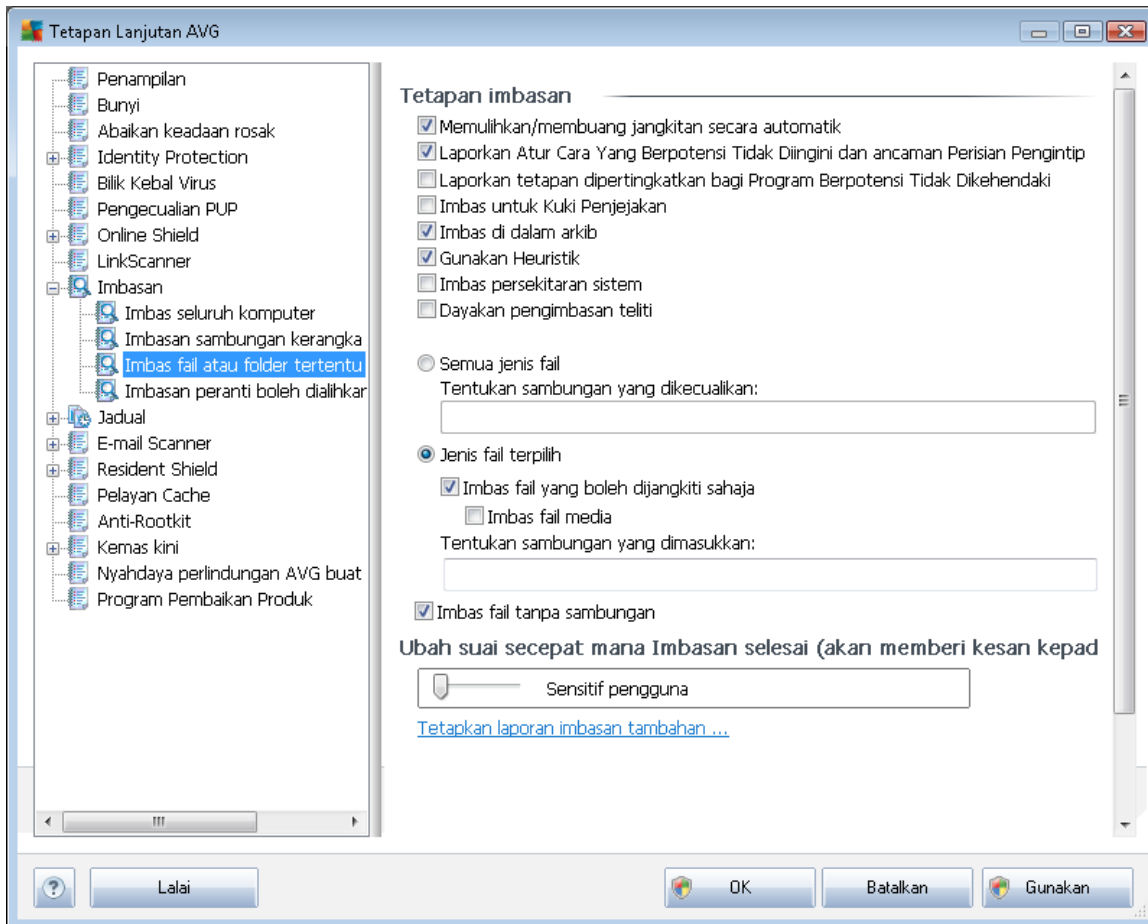 Tetapan Lanjutan AVG
Penampilan
Bunyi
Abaikan keadaan rosak
Identity Protection
Bilik Kebal Virus
Pengecualian PUP
Online Shield
LinkScanner
Imbasan
Imbas seluruh komputer
Imbasan sambungan kerangka
Imbas fail atau folder tertentu
Imbasan peranti boleh dialihkan
Jadual
E-mail Scanner
Resident Shield
Pelayan Cache
Anti-Rootkit
Kemas kini
Nyahdaya perlindungan AVG buat
Program Pembaikan Produk
Tetapan imbasan
Memulihkan/membuang jangkitan secara automatik
Laporkan Atur Cara Yang Berpotensi Tidak Diingini dan ancaman Perisian Pengintip
Laporkan tetapan dipertingkatkan bagi Program Berpotensi Tidak Dikehendaki
Imbas untuk Kuki Penjejakan
Imbas di dalam arkib
Gunakan Heuristik
Imbas persekitaran sistem
Dayakan pengimbasan teliti
Semua jenis fail
Tentukan sambungan yang dikecualikan:
Jenis fail terpilih
Imbas fail yang boleh dijangkiti sahaja
Imbas fail media
Tentukan sambungan yang dimasukkan:
Imbas fail tanpa sambungan
Ubah suai secepat mana Imbasan selesai (akan memberi kesan kepad
Sensitif pengguna
Tetapkan laporan imbasan tambahan ...
Lalai
OK
Batalkan
Gunakan